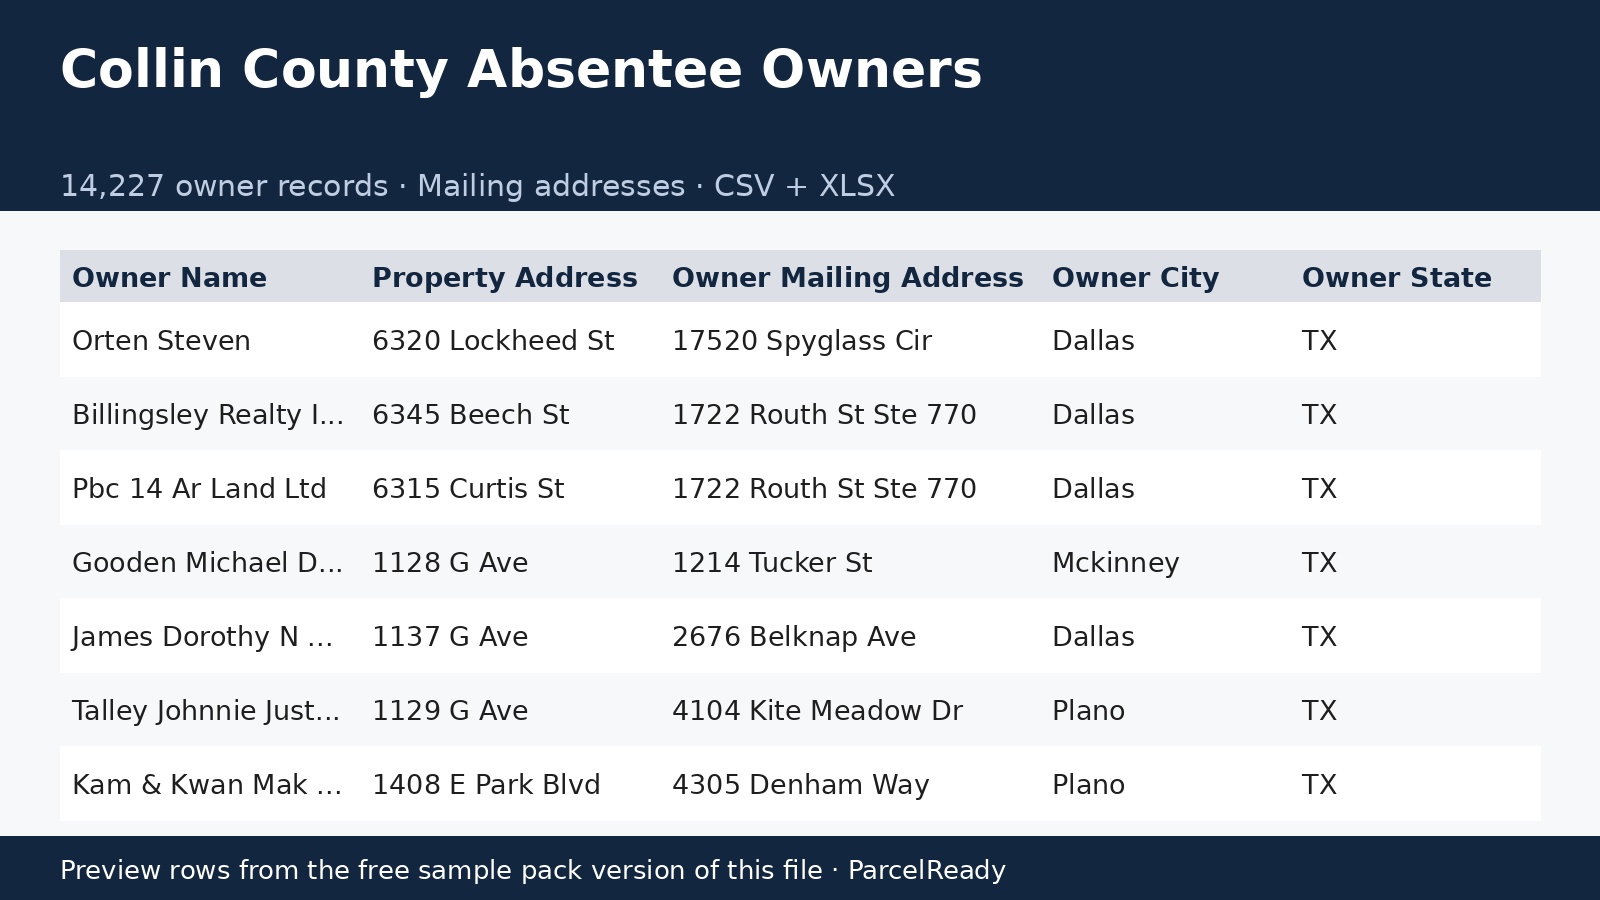 Collin County Absentee Owners
14,227 owner records · Mailing addresses · CSV + XLSX
Owner Name Property Address Owner Mailing Address Owner City Owner State
Orten Steven 6320 Lockheed St 17520 Spyglass Cir Dallas TX
Billingsley Realty I... 6345 Beech St 1722 Routh St Ste 770 Dallas TX
Pbc 14 Ar Land Ltd 6315 Curtis St 1722 Routh St Ste 770 Dallas TX
Gooden Michael D... 1128 G Ave 1214 Tucker St Mckinney TX
James Dorothy N ... 1137 G Ave 2676 Belknap Ave Dallas TX
Talley Johnnie Just... 1129 G Ave 4104 Kite Meadow Dr Plano TX
Kam & Kwan Mak ... 1408 E Park Blvd 4305 Denham Way Plano TX
Preview rows from the free sample pack version of this file · ParcelReady